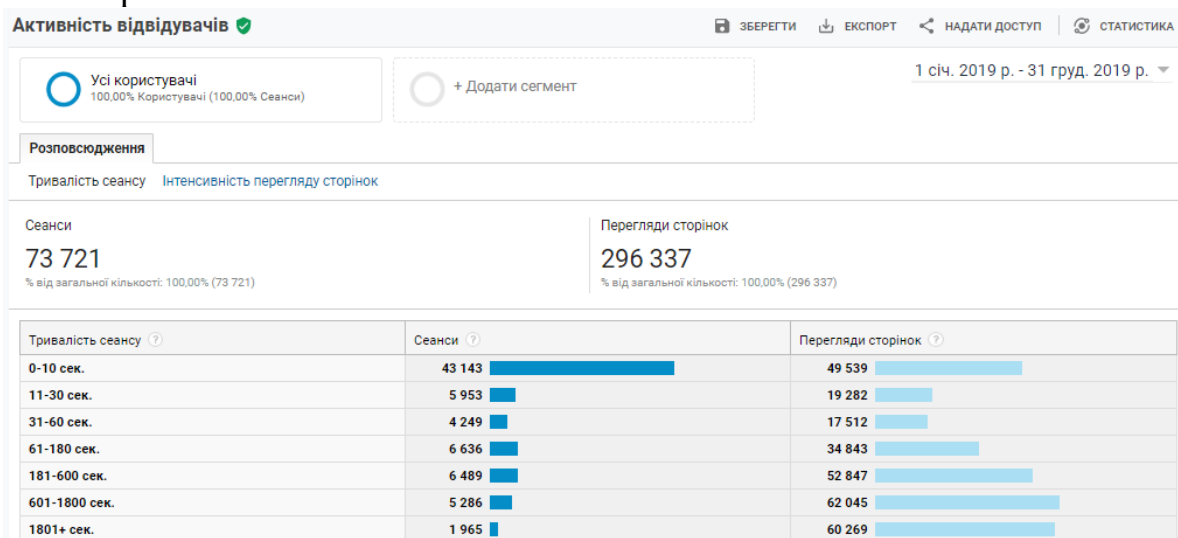 Активність відвідувачів
ЗБЕРЕГТИ ЕКСПОРТ НАДАТИ ДОСТУП СТАТИСТИКА
Усі користувачі
100,00% Користувачі (100,00% Сеанси)
+ Додати сегмент
1 січ. 2019 р. - 31 груд. 2019 р.
Розповсюдження
Тривалість сеансу Інтенсивність перегляду сторінок
Сеанси Перегляди сторінок
73 721 296 337
% від загальної кількості: 100,00% (73 721) % від загальної кількості: 100,00% (296 337)
Тривалість сеансу ? Сеанси ? Перегляди сторінок ?
0-10 сек. 43 143 49 539
11-30 сек. 5 953 19 282
31-60 сек. 4 249 17 512
61-180 сек. 6 636 34 843
181-600 сек. 6 489 52 847
601-1800 сек. 5 286 62 045
1801+ сек. 1 965 60 269